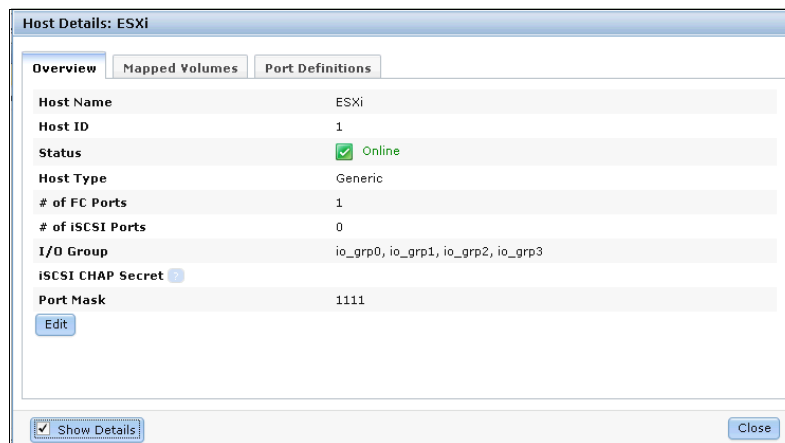 Host Details: ESXi
Overview Mapped Volumes Port Definitions
Host Name ESXi
Host ID 1
Status Online
Host Type Generic
# of FC Ports 1
# of iSCSI Ports 0
I/O Group io_grp0, io_grp1, io_grp2, io_grp3
iSCSI CHAP Secret ?
Port Mask 1111
Edit
Show Details Close